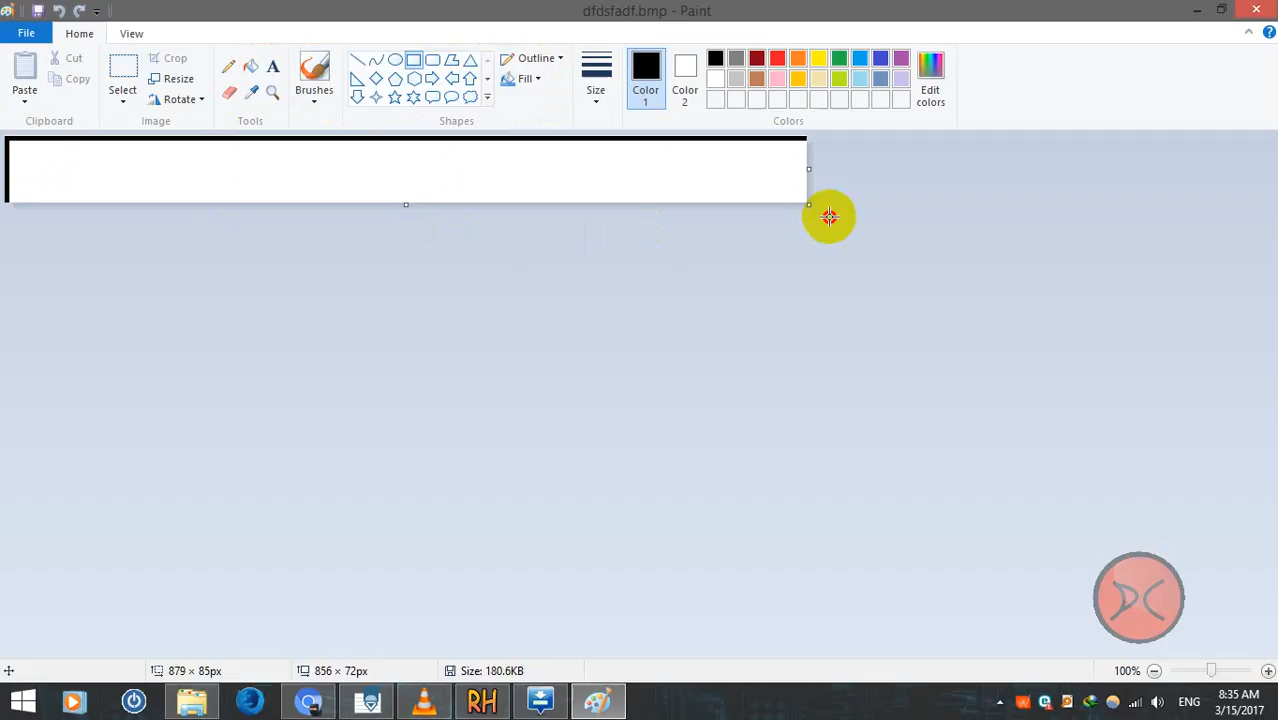 dfdsfadf.bmp - Paint
File
Home
View
Paste
Cut
Copy
Clipboard
Select
Crop
Resize
Rotate
Image
A
Tools
Brushes
Shapes
Outline
Fill
Size
Color 1
Color 2
Edit colors
Colors
DC
879 × 85px
856 × 72px
Size: 180.6KB
100%
RH
ENG
8:35 AM
3/15/2017